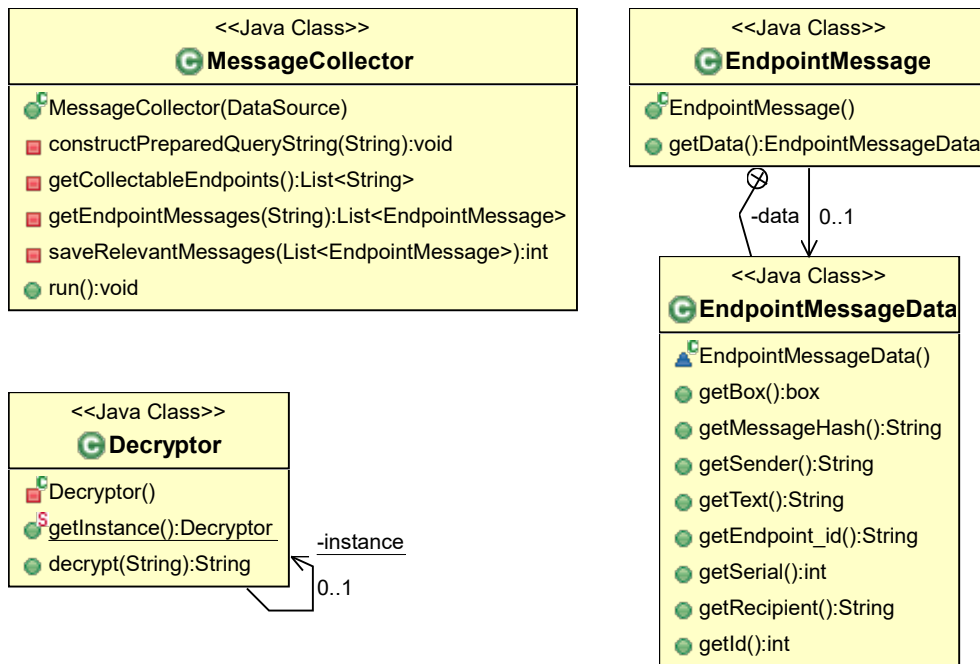 <<Java Class>>
MessageCollector
MessageCollector(DataSource)
constructPreparedQueryString(String):void
getCollectableEndpoints():List<String>
getEndpointMessages(String):List<EndpointMessage>
saveRelevantMessages(List<EndpointMessage>):int
run():void
<<Java Class>>
EndpointMessage
EndpointMessage()
getData():EndpointMessageData
-data 0..1
<<Java Class>>
EndpointMessageData
EndpointMessageData()
getBox():box
getMessageHash():String
getSender():String
getText():String
getEndpoint_id():String
getSerial():int
getRecipient():String
getId():int
<<Java Class>>
Decryptor
Decryptor()
getInstance():Decryptor
decrypt(String):String
-instance
0..1